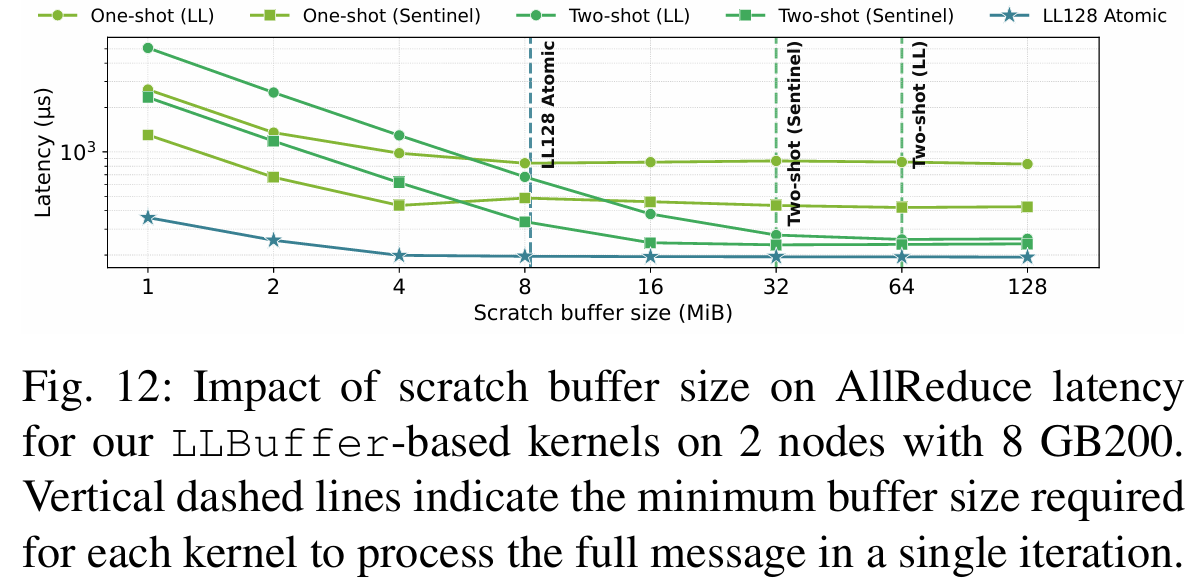 One-shot (LL) One-shot (Sentinel) Two-shot (LL) Two-shot (Sentinel) LL128 Atomic
Latency (µs)
10³
LL128 Atomic
Two-shot (Sentinel)
Two-shot (LL)
1 2 4 8 16 32 64 128
Scratch buffer size (MiB)
Fig. 12: Impact of scratch buffer size on AllReduce latency
for our LLBuffer-based kernels on 2 nodes with 8 GB200.
Vertical dashed lines indicate the minimum buffer size required
for each kernel to process the full message in a single iteration.